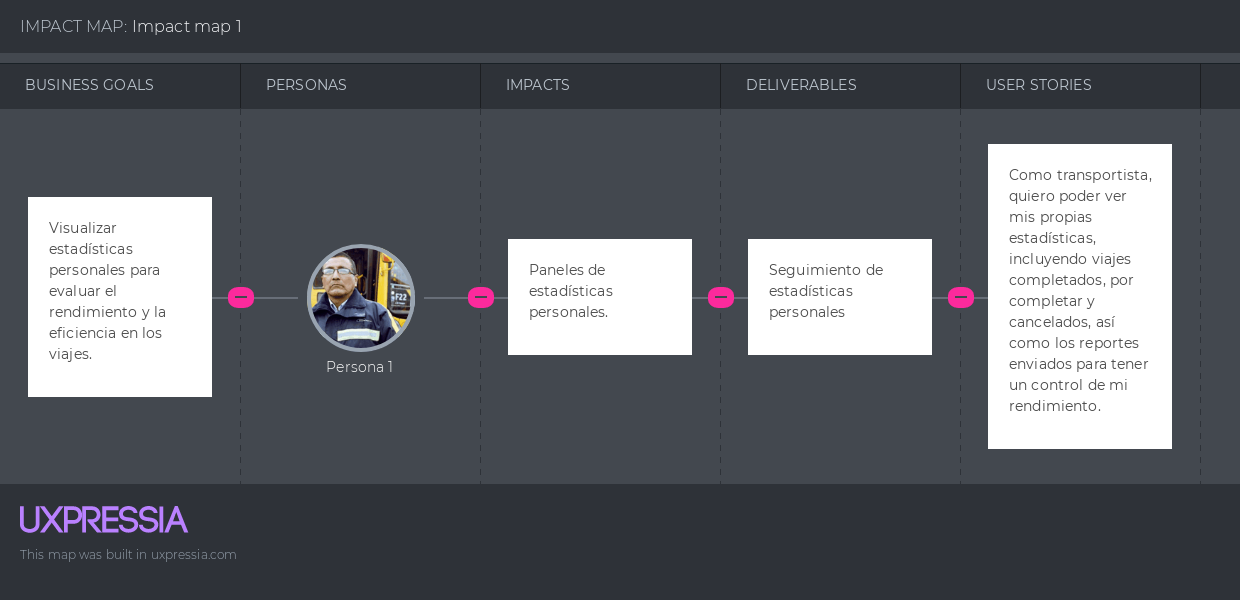 IMPACT MAP: Impact map 1
BUSINESS GOALS
PERSONAS
IMPACTS
DELIVERABLES
USER STORIES
Visualizar
estadísticas
personales para
evaluar el
rendimiento y la
eficiencia en los
viajes.
F22
Persona 1
Paneles de
estadísticas
personales.
Seguimiento de
estadísticas
personales
Como transportista,
quiero poder ver
mis propias
estadísticas,
incluyendo viajes
completados, por
completar y
cancelados, así
como los reportes
enviados para tener
un control de mi
rendimiento.
UXPRESSIA
This map was built in uxpressia.com